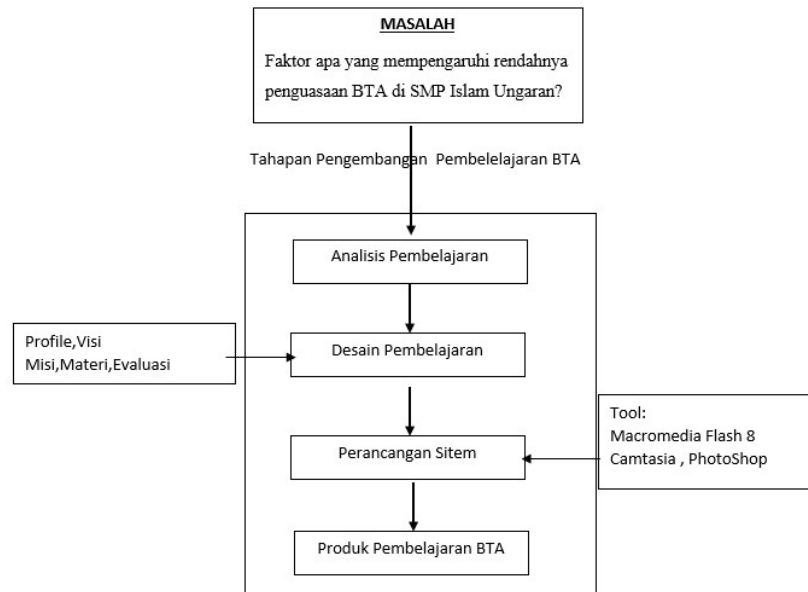 MASALAH
Faktor apa yang mempengaruhi rendahnya
penguasaan BTA di SMP Islam Ungaran?
Tahapan Pengembangan Pembelelajaran BTA
Analisis Pembelajaran
Profile,Visi
Misi,Materi,Evaluasi
Desain Pembelajaran
Tool:
Macromedia Flash 8
Camtasia , PhotoShop
Perancangan Sitem
Produk Pembelajaran BTA